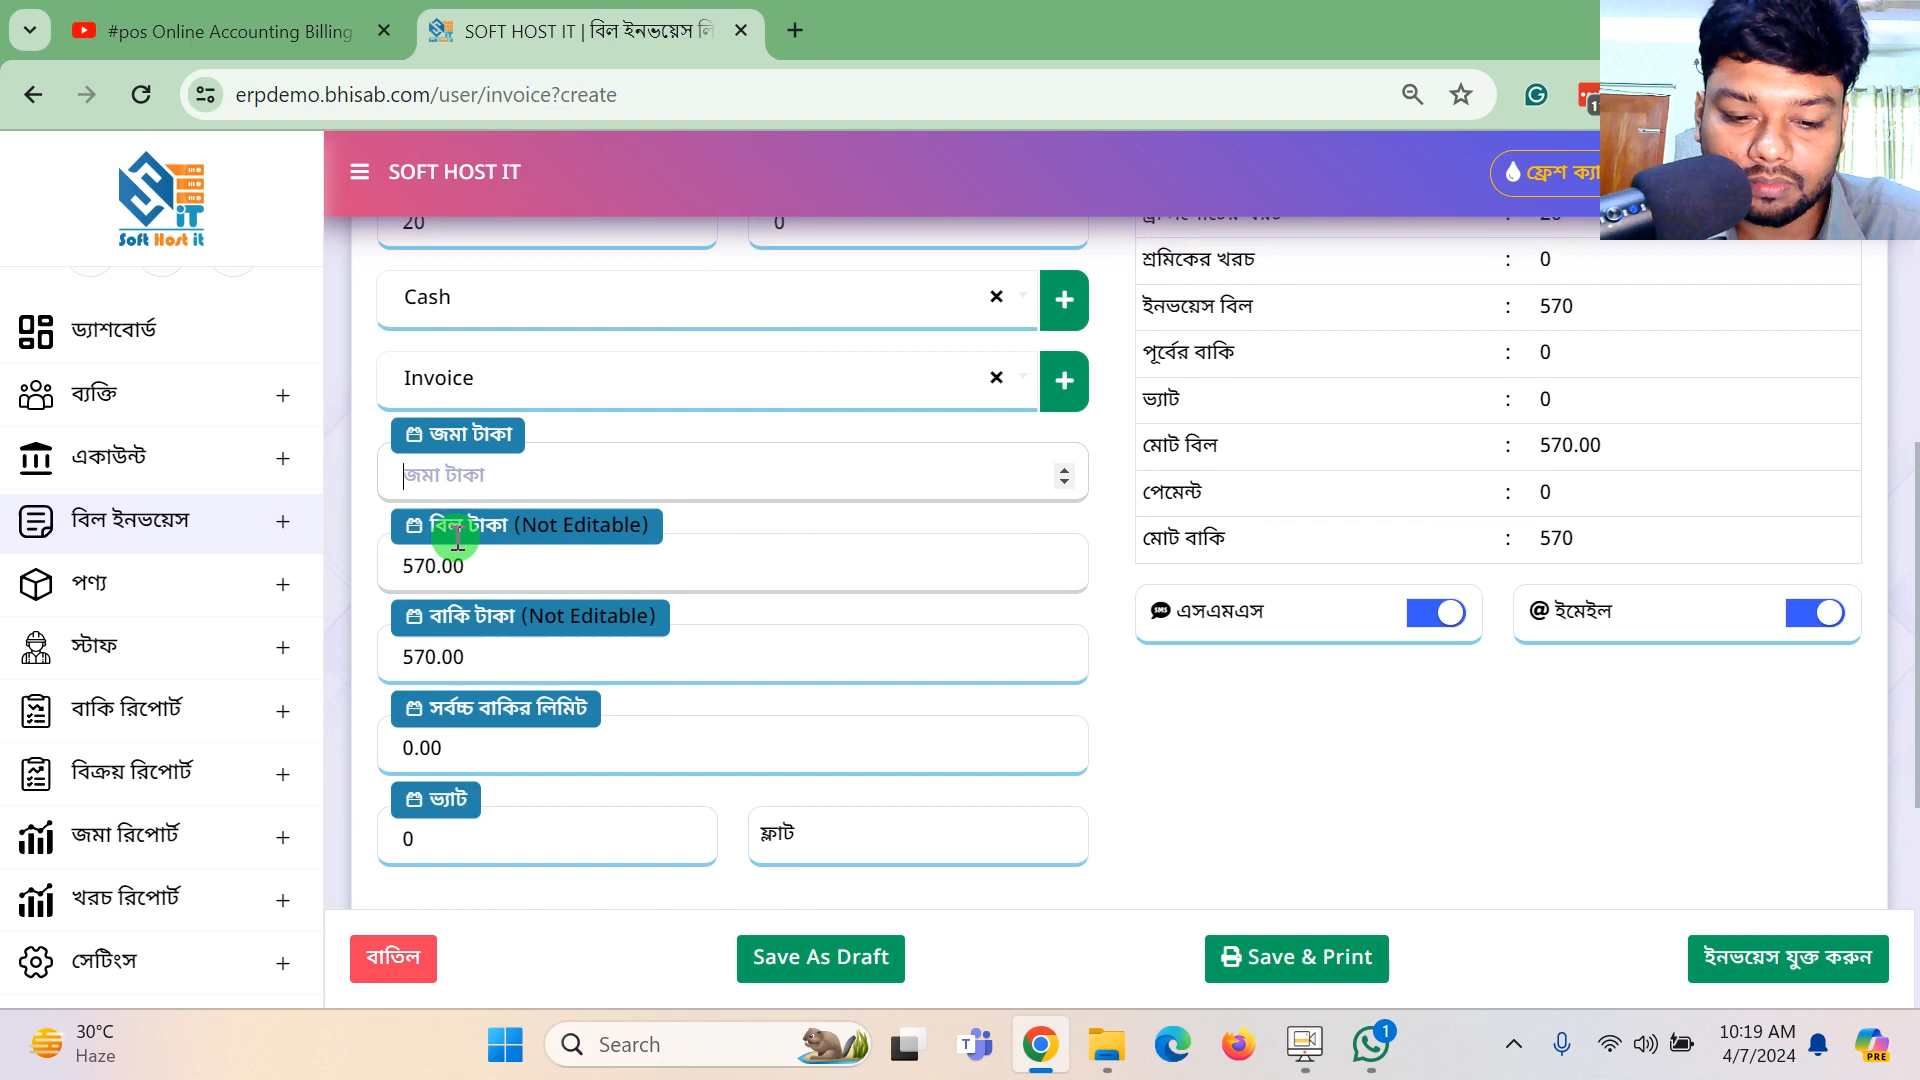 #pos Online Accounting Billing
SOFT HOST IT | বিল ইনভয়েস লি
erpdemo.bhisab.com/user/invoice?create
SOFT HOST IT
ফ্রেশ ক্যা
Soft Host it
ড্যাশবোর্ড
ব্যক্তি
একাউন্ট
বিল ইনভয়েস
পণ্য
স্টাফ
বাকি রিপোর্ট
বিক্রয় রিপোর্ট
জমা রিপোর্ট
খরচ রিপোর্ট
সেটিংস
20
0
Cash
Invoice
জমা টাকা
জমা টাকা
বিল টাকা (Not Editable)
570.00
বাকি টাকা (Not Editable)
570.00
সর্বচ্চ বাকির লিমিট
0.00
ভ্যাট
0
ফ্লাট
শ্রমিকের খরচ : 0
ইনভয়েস বিল : 570
পূর্বের বাকি : 0
ভ্যাট : 0
মোট বিল : 570.00
পেমেন্ট : 0
মোট বাকি : 570
এসএমএস
ইমেইল
বাতিল
Save As Draft
Save & Print
ইনভয়েস যুক্ত করুন
30°C
Haze
Search
1
10:19 AM
4/7/2024
PRE